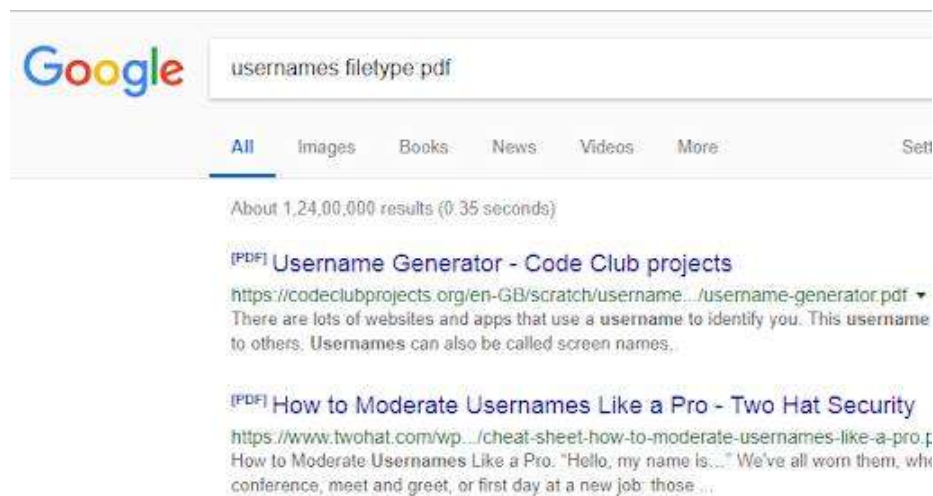 Google
usernames filetype:pdf
All Images Books News Videos More Sett
About 1,24,00,000 results (0.35 seconds)
[PDF] Username Generator - Code Club projects
https://codeclubprojects.org/en-GB/scratch/username.../username-generator.pdf
There are lots of websites and apps that use a username to identify you. This username
to others. Usernames can also be called screen names.
[PDF] How to Moderate Usernames Like a Pro - Two Hat Security
https://www.twohat.com/wp.../cheat-sheet-how-to-moderate-usernames-like-a-pro.p
How to Moderate Usernames Like a Pro. "Hello, my name is..." We've all worn them, whe
conference, meet and greet, or first day at a new job: those ...